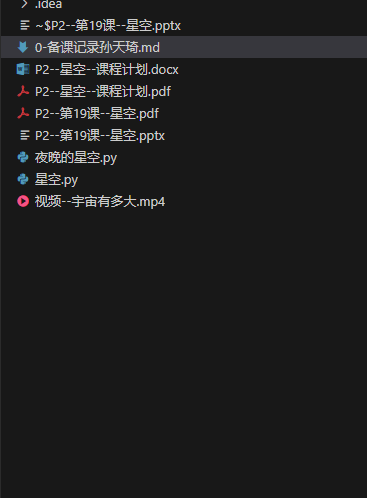 .idea
~$P2--第19课--星空.pptx
0-备课记录孙天琦.md
P2--星空--课程计划.docx
P2--星空--课程计划.pdf
P2--第19课--星空.pdf
P2--第19课--星空.pptx
夜晚的星空.py
星空.py
视频--宇宙有多大.mp4